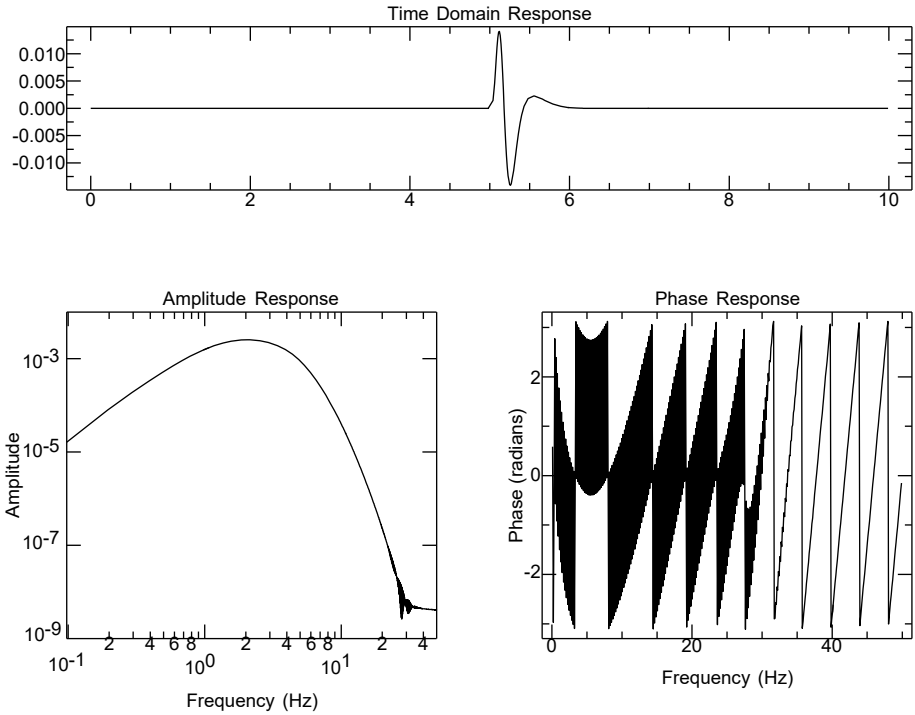 Time Domain Response
0.010
0.005
0.000
-0.005
-0.010
0 2 4 6 8 10
Amplitude Response
Phase Response
10-3
10-5
10-7
10-9
Amplitude
2 4 6 8 2 4 6 8 2 4
10-1 100 101
Frequency (Hz)
2
0
-2
Phase (radians)
0 20 40
Frequency (Hz)